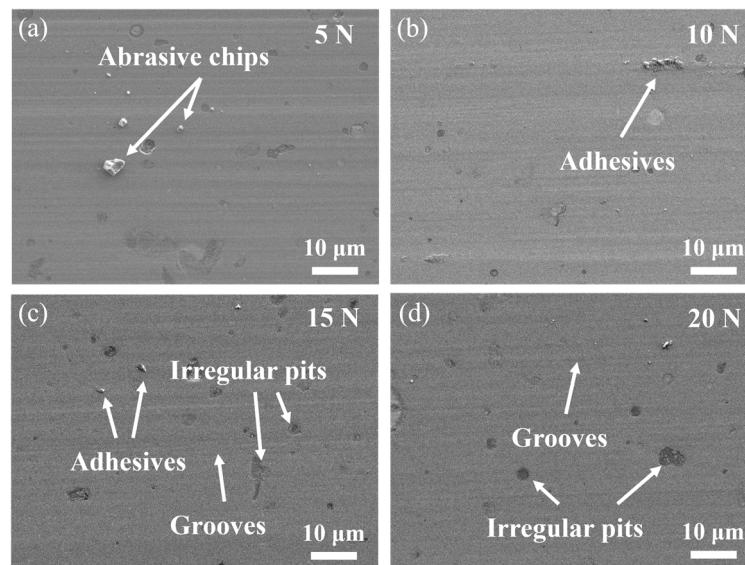 (a)
5 N
Abrasive chips
10 μm
(b)
10 N
Adhesives
10 μm
(c)
15 N
Irregular pits
Adhesives
Grooves
10 μm
(d)
20 N
Grooves
Irregular pits
10 μm